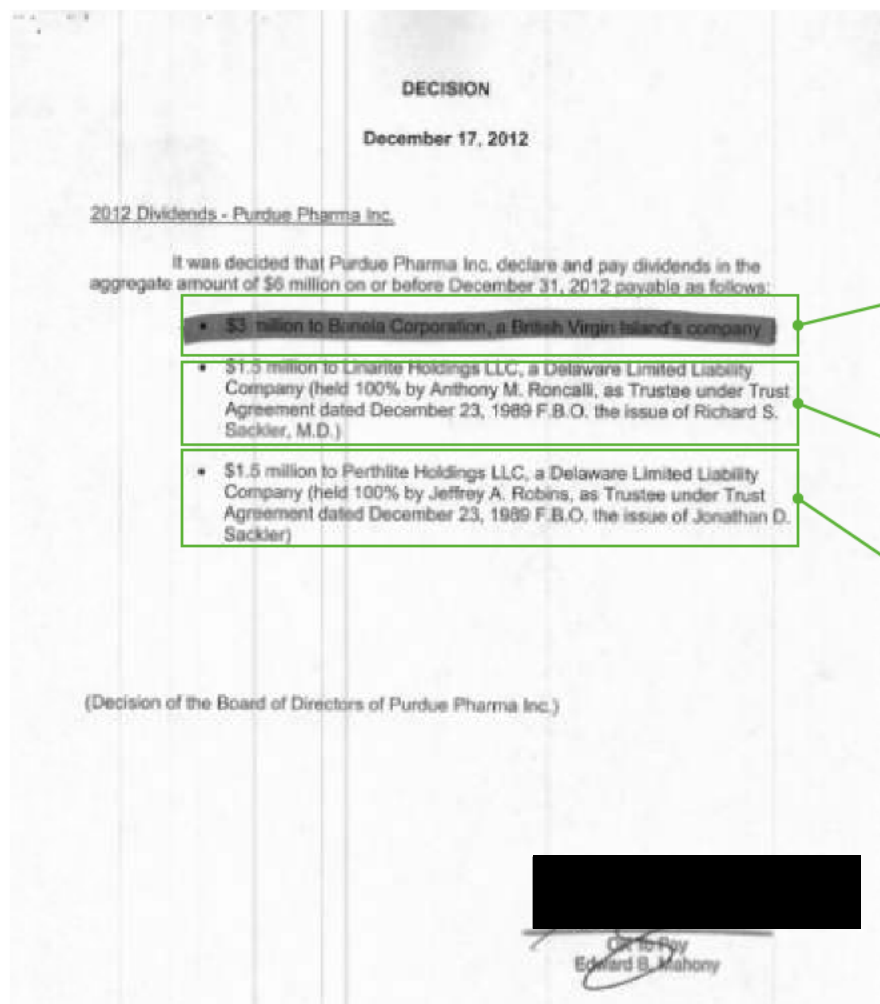 DECISION
December 17, 2012
2012 Dividends - Purdue Pharma Inc.
It was decided that Purdue Pharma Inc. declare and pay dividends in the
aggregate amount of $6 million on or before December 31, 2012 payable as follows:
• $3 million to Banela Corporation, a British Virgin Island's company
• $1.5 million to Linarite Holdings LLC, a Delaware Limited Liability
Company (held 100% by Anthony M. Roncalli, as Trustee under Trust
Agreement dated December 23, 1989 F.B.O. the issue of Richard S.
Sackler, M.D.)
• $1.5 million to Perthlite Holdings LLC, a Delaware Limited Liability
Company (held 100% by Jeffrey A. Robins, as Trustee under Trust
Agreement dated December 23, 1989 F.B.O. the issue of Jonathan D.
Sackler)
(Decision of the Board of Directors of Purdue Pharma Inc.)
OK To Pay
Edward B. Mahony